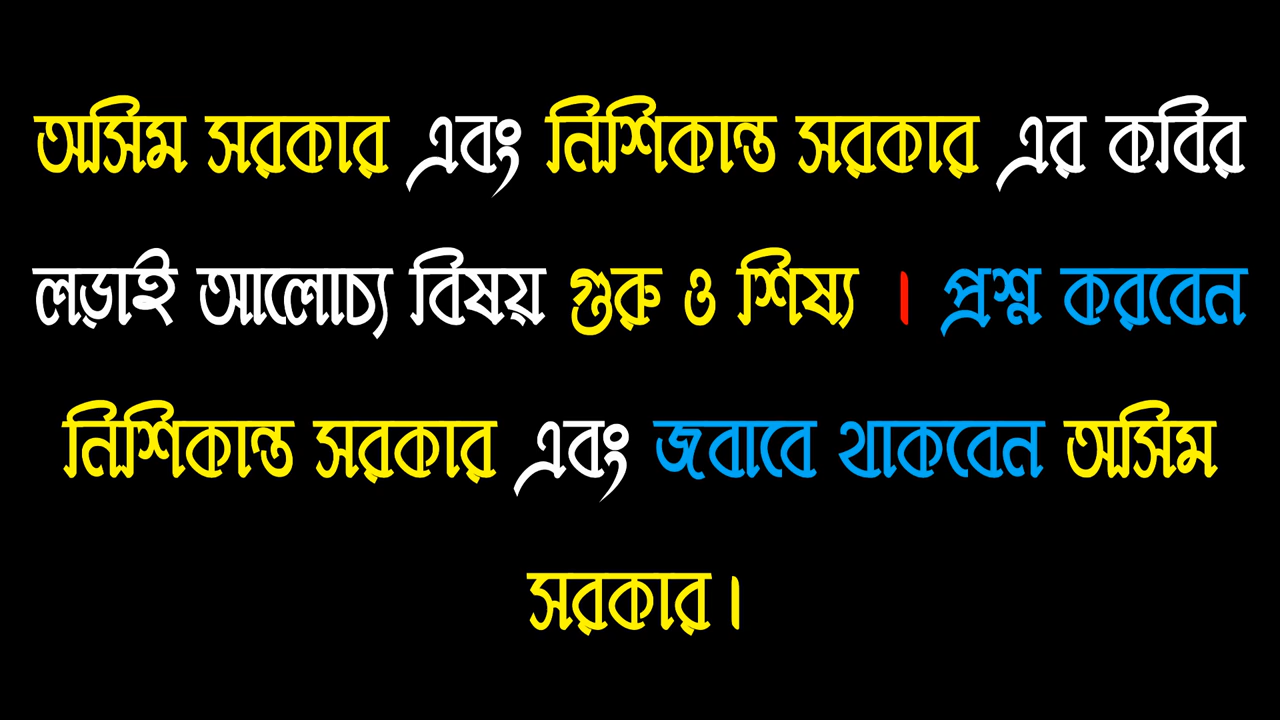 অসিম সরকার এবং নিশিকান্ত সরকার এর কবির
লড়াই আলোচ্য বিষয় গুরু ও শিষ্য । প্রশ্ন করবেন
নিশিকান্ত সরকার এবং জবাবে থাকবেন অসিম
সরকার।